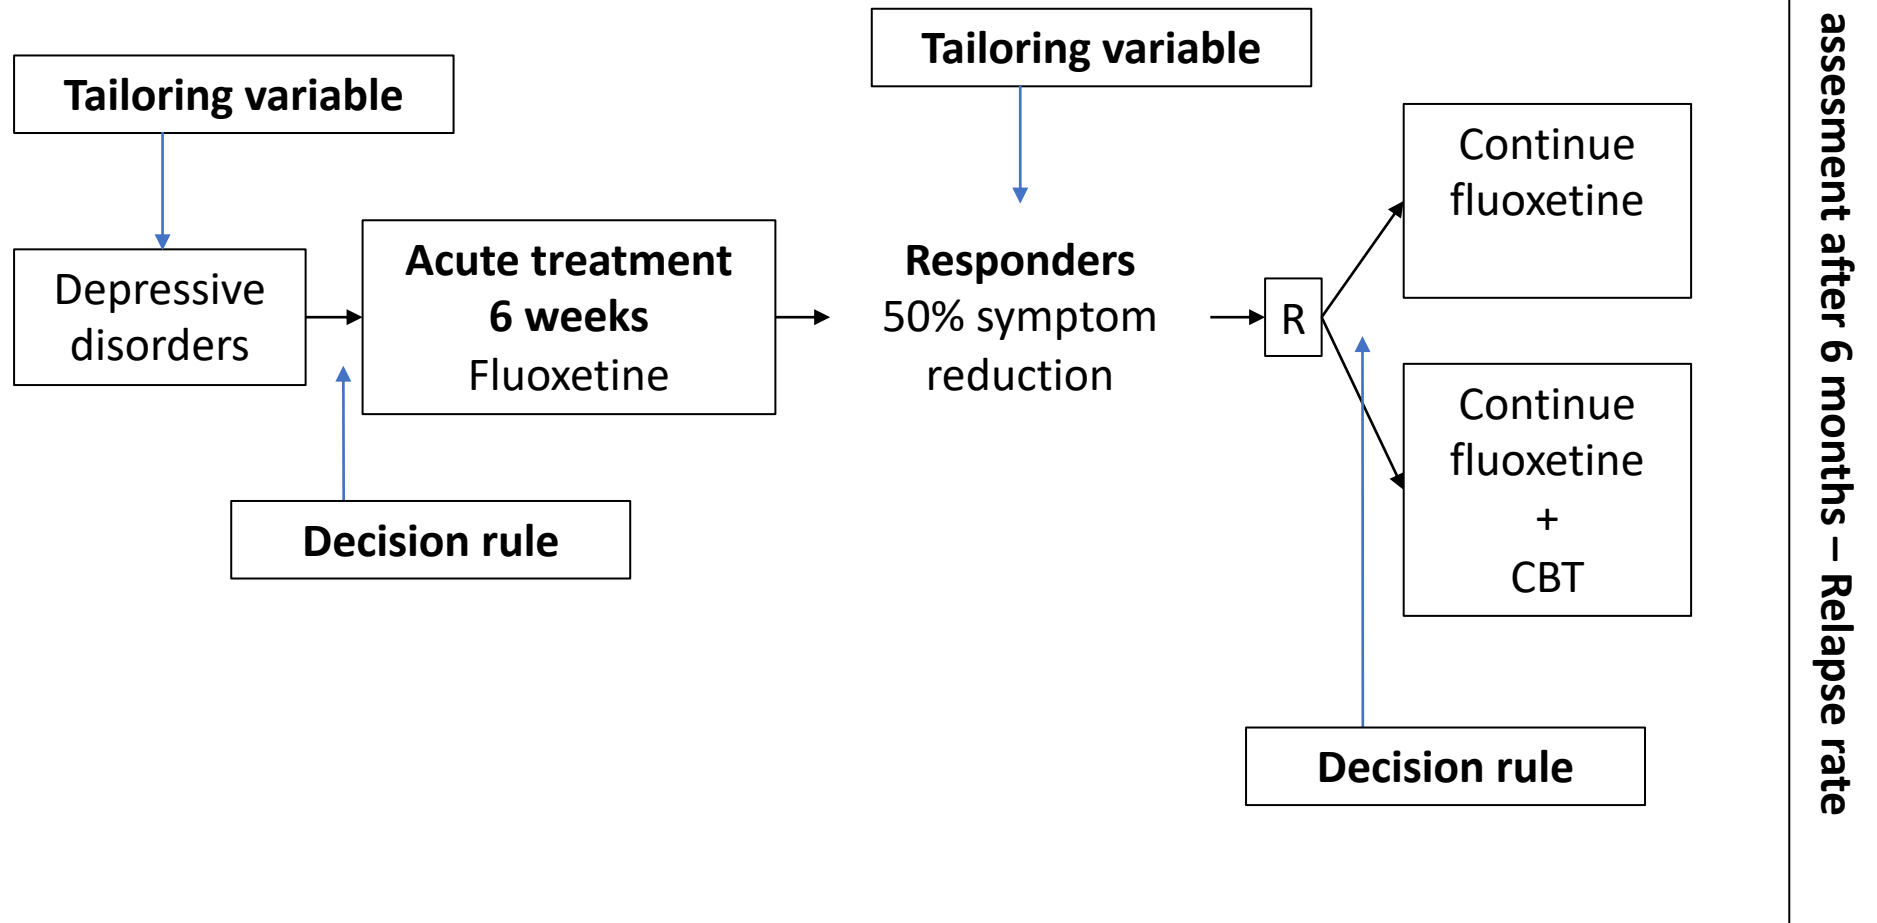 Tailoring variable
Depressive
disorders
Acute treatment
6 weeks
Fluoxetine
Decision rule
Tailoring variable
Responders
50% symptom
reduction
R
Continue
fluoxetine
Continue
fluoxetine
+
CBT
Decision rule
assessment after 6 months – Relapse rate